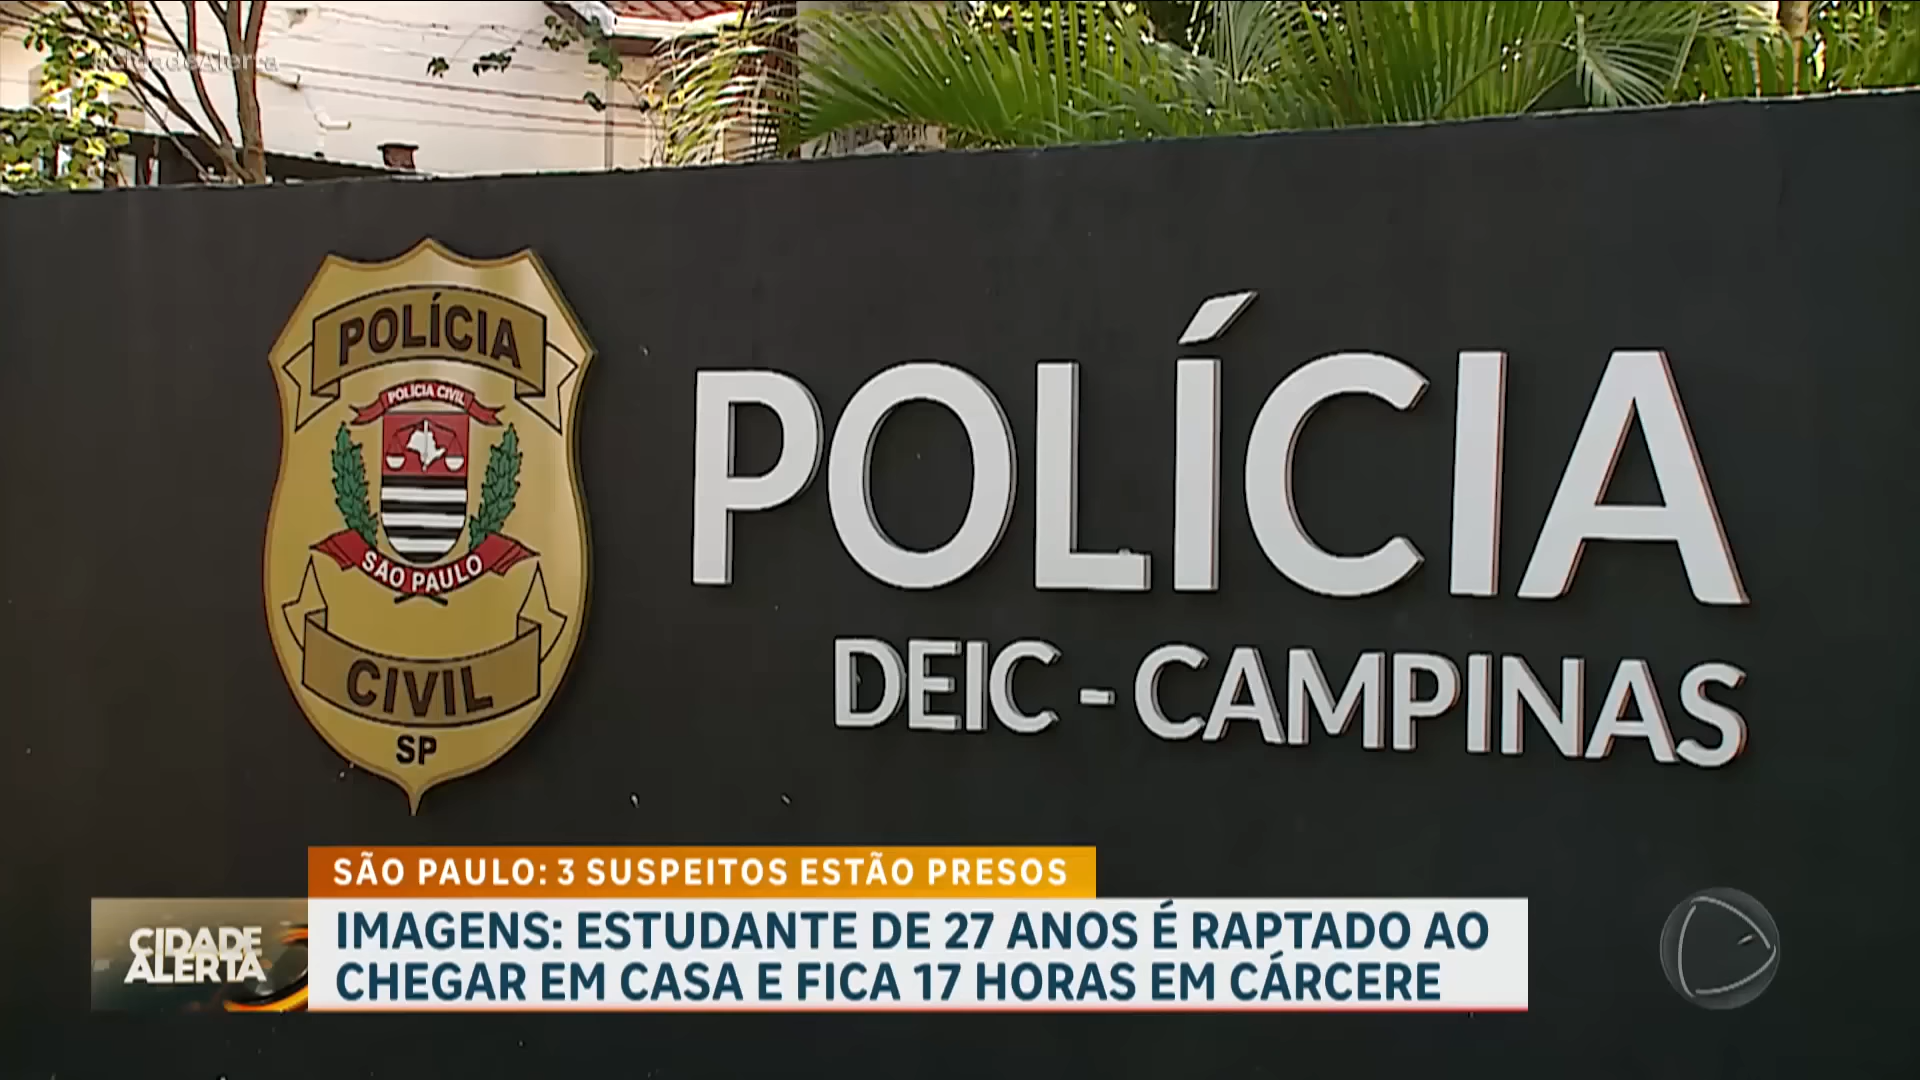 #CidadeAlerta
POLÍCIA
POLÍCIA CIVIL
SÃO PAULO
CIVIL
SP
POLÍCIA
DEIC - CAMPINAS
SÃO PAULO: 3 SUSPEITOS ESTÃO PRESOS
CIDADE
ALERTA
IMAGENS: ESTUDANTE DE 27 ANOS É RAPTADO AO
CHEGAR EM CASA E FICA 17 HORAS EM CÁRCERE